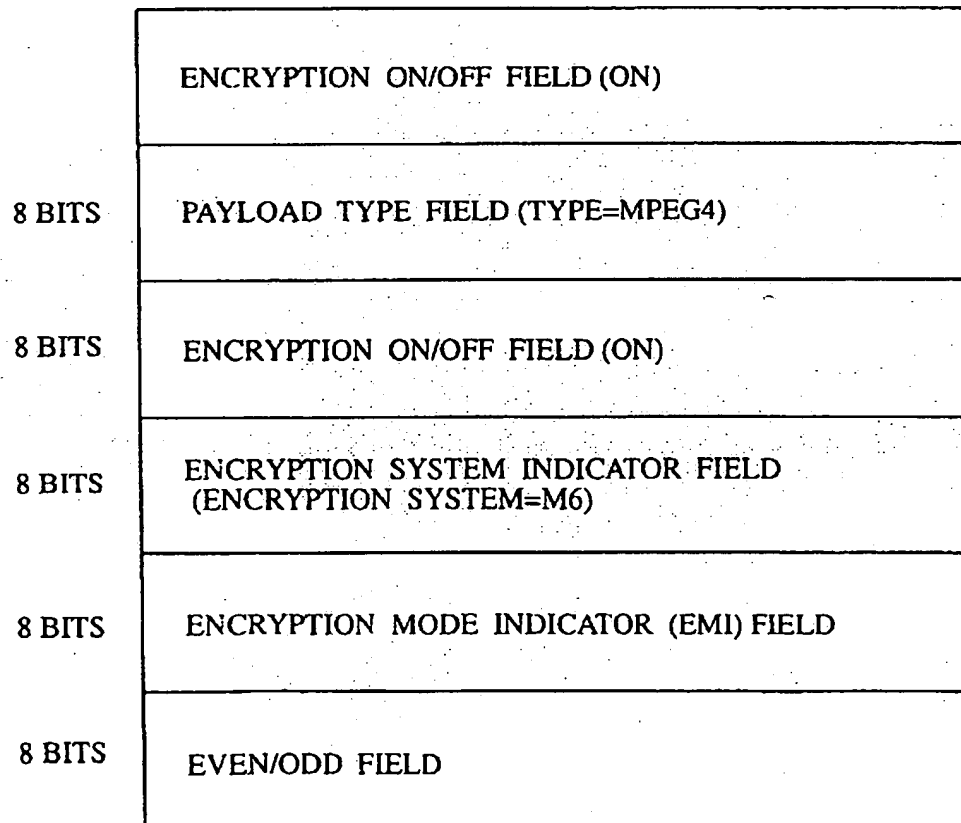 ENCRYPTION ON/OFF FIELD (ON)
8 BITS PAYLOAD TYPE FIELD (TYPE=MPEG4)
8 BITS ENCRYPTION ON/OFF FIELD (ON)
8 BITS ENCRYPTION SYSTEM INDICATOR FIELD
(ENCRYPTION SYSTEM=M6)
8 BITS ENCRYPTION MODE INDICATOR (EMI) FIELD
8 BITS EVEN/ODD FIELD